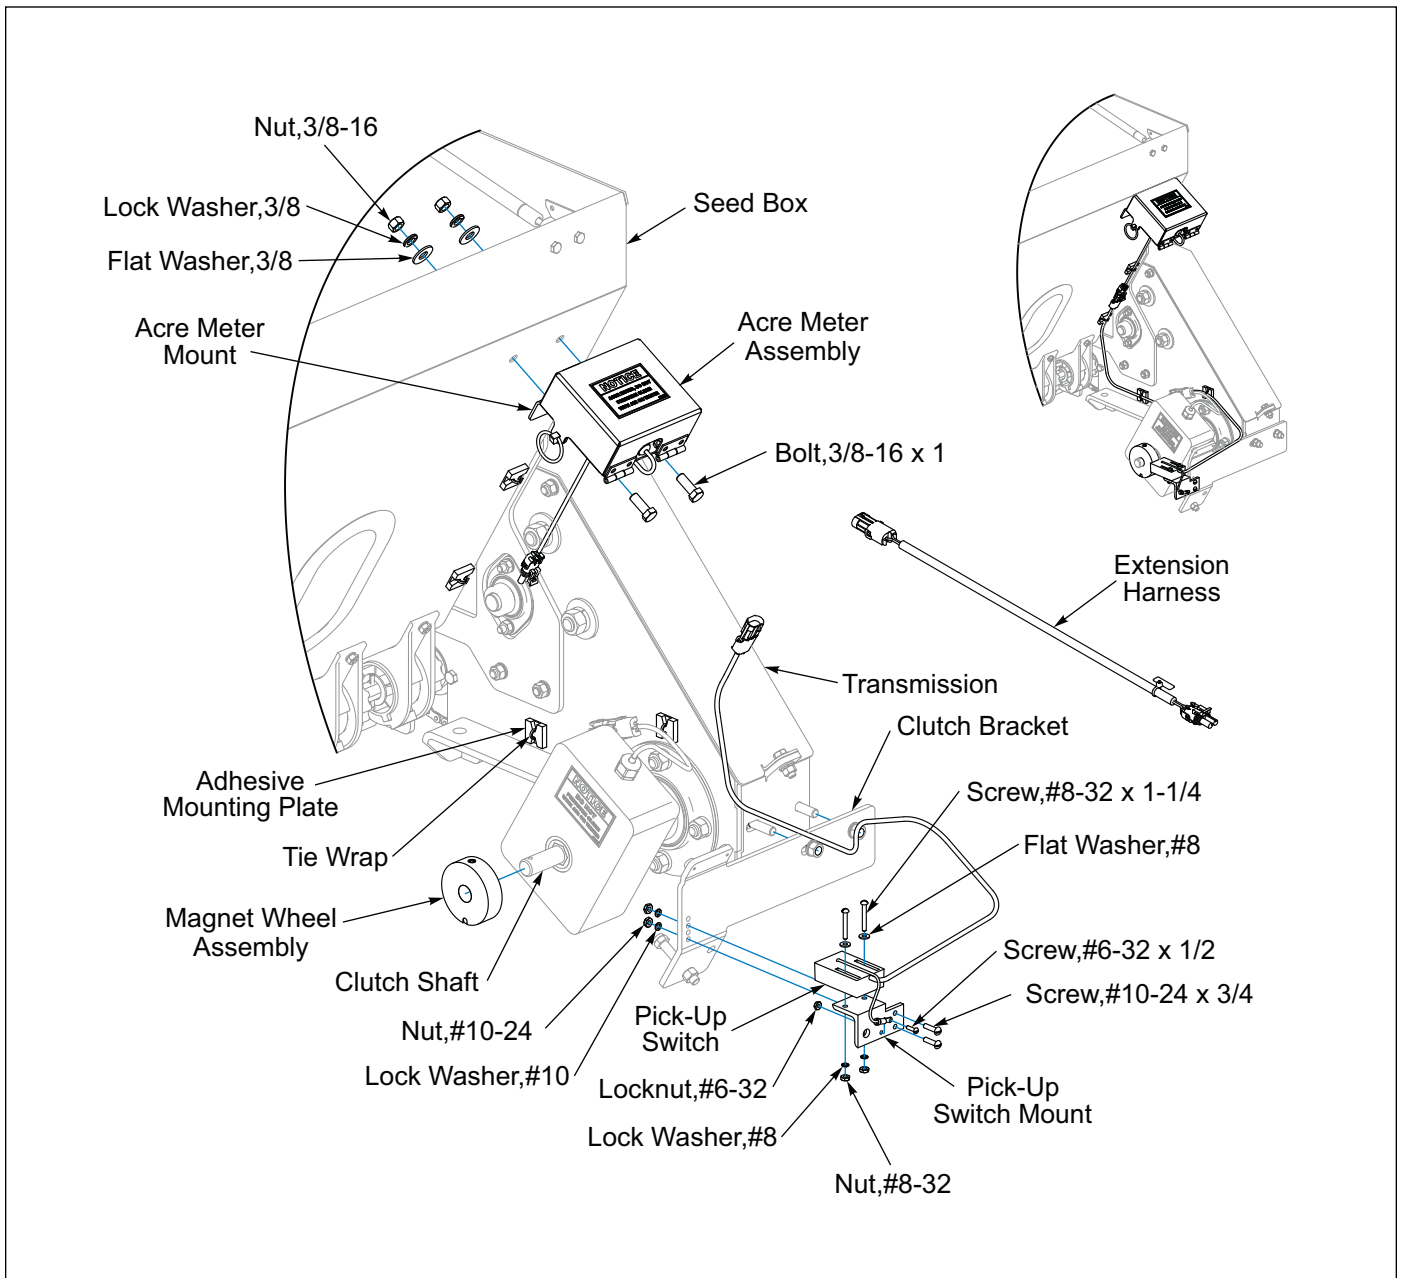 Nut,3/8-16
Lock Washer,3/8
Flat Washer,3/8
Seed Box
Acre Meter
Mount
Acre Meter
Assembly
NOTICE
Bolt,3/8-16 x 1
Extension
Harness
Transmission
Clutch Bracket
Adhesive
Mounting Plate
Tie Wrap
NOTICE
Magnet Wheel
Assembly
Clutch Shaft
Nut,#10-24
Lock Washer,#10
Screw,#8-32 x 1-1/4
Flat Washer,#8
Screw,#6-32 x 1/2
Screw,#10-24 x 3/4
Pick-Up
Switch
Locknut,#6-32
Lock Washer,#8
Pick-Up
Switch Mount
Nut,#8-32